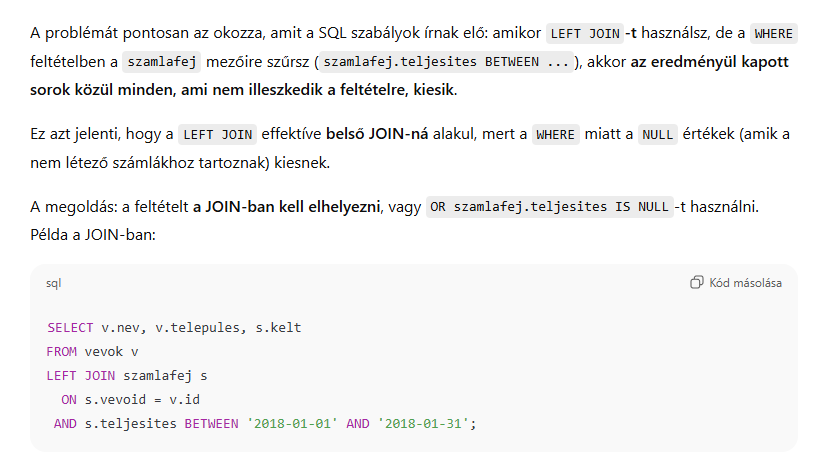 A problémát pontosan az okozza, amit a SQL szabályok írnak elő: amikor LEFT JOIN-t használsz, de a WHERE
feltételben a szamlafej mezőire szűrsz (szamlafej.teljesites BETWEEN ...), akkor az eredményül kapott
sorok közül minden, ami nem illeszkedik a feltételre, kiesik.
Ez azt jelenti, hogy a LEFT JOIN effektíve belső JOIN-ná alakul, mert a WHERE miatt a NULL értékek (amik a
nem létező számlákhoz tartoznak) kiesnek.
A megoldás: a feltételt a JOIN-ban kell elhelyezni, vagy OR szamlafej.teljesites IS NULL-t használni.
Példa a JOIN-ban:
sql
Kód másolása
SELECT v.nev, v.telepules, s.kelt
FROM vevok v
LEFT JOIN szamlafej s
ON s.vevoid = v.id
AND s.teljesites BETWEEN '2018-01-01' AND '2018-01-31';